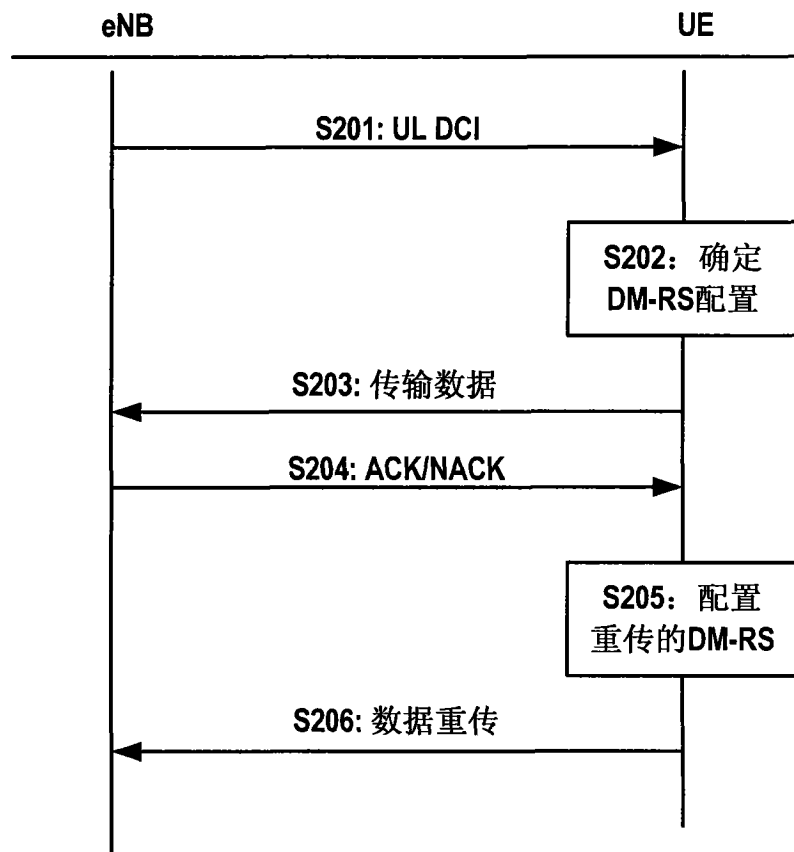 eNB
UE
S201: UL DCI
S202：确定
DM-RS配置
S203: 传输数据
S204: ACK/NACK
S205：配置
重传的DM-RS
S206: 数据重传